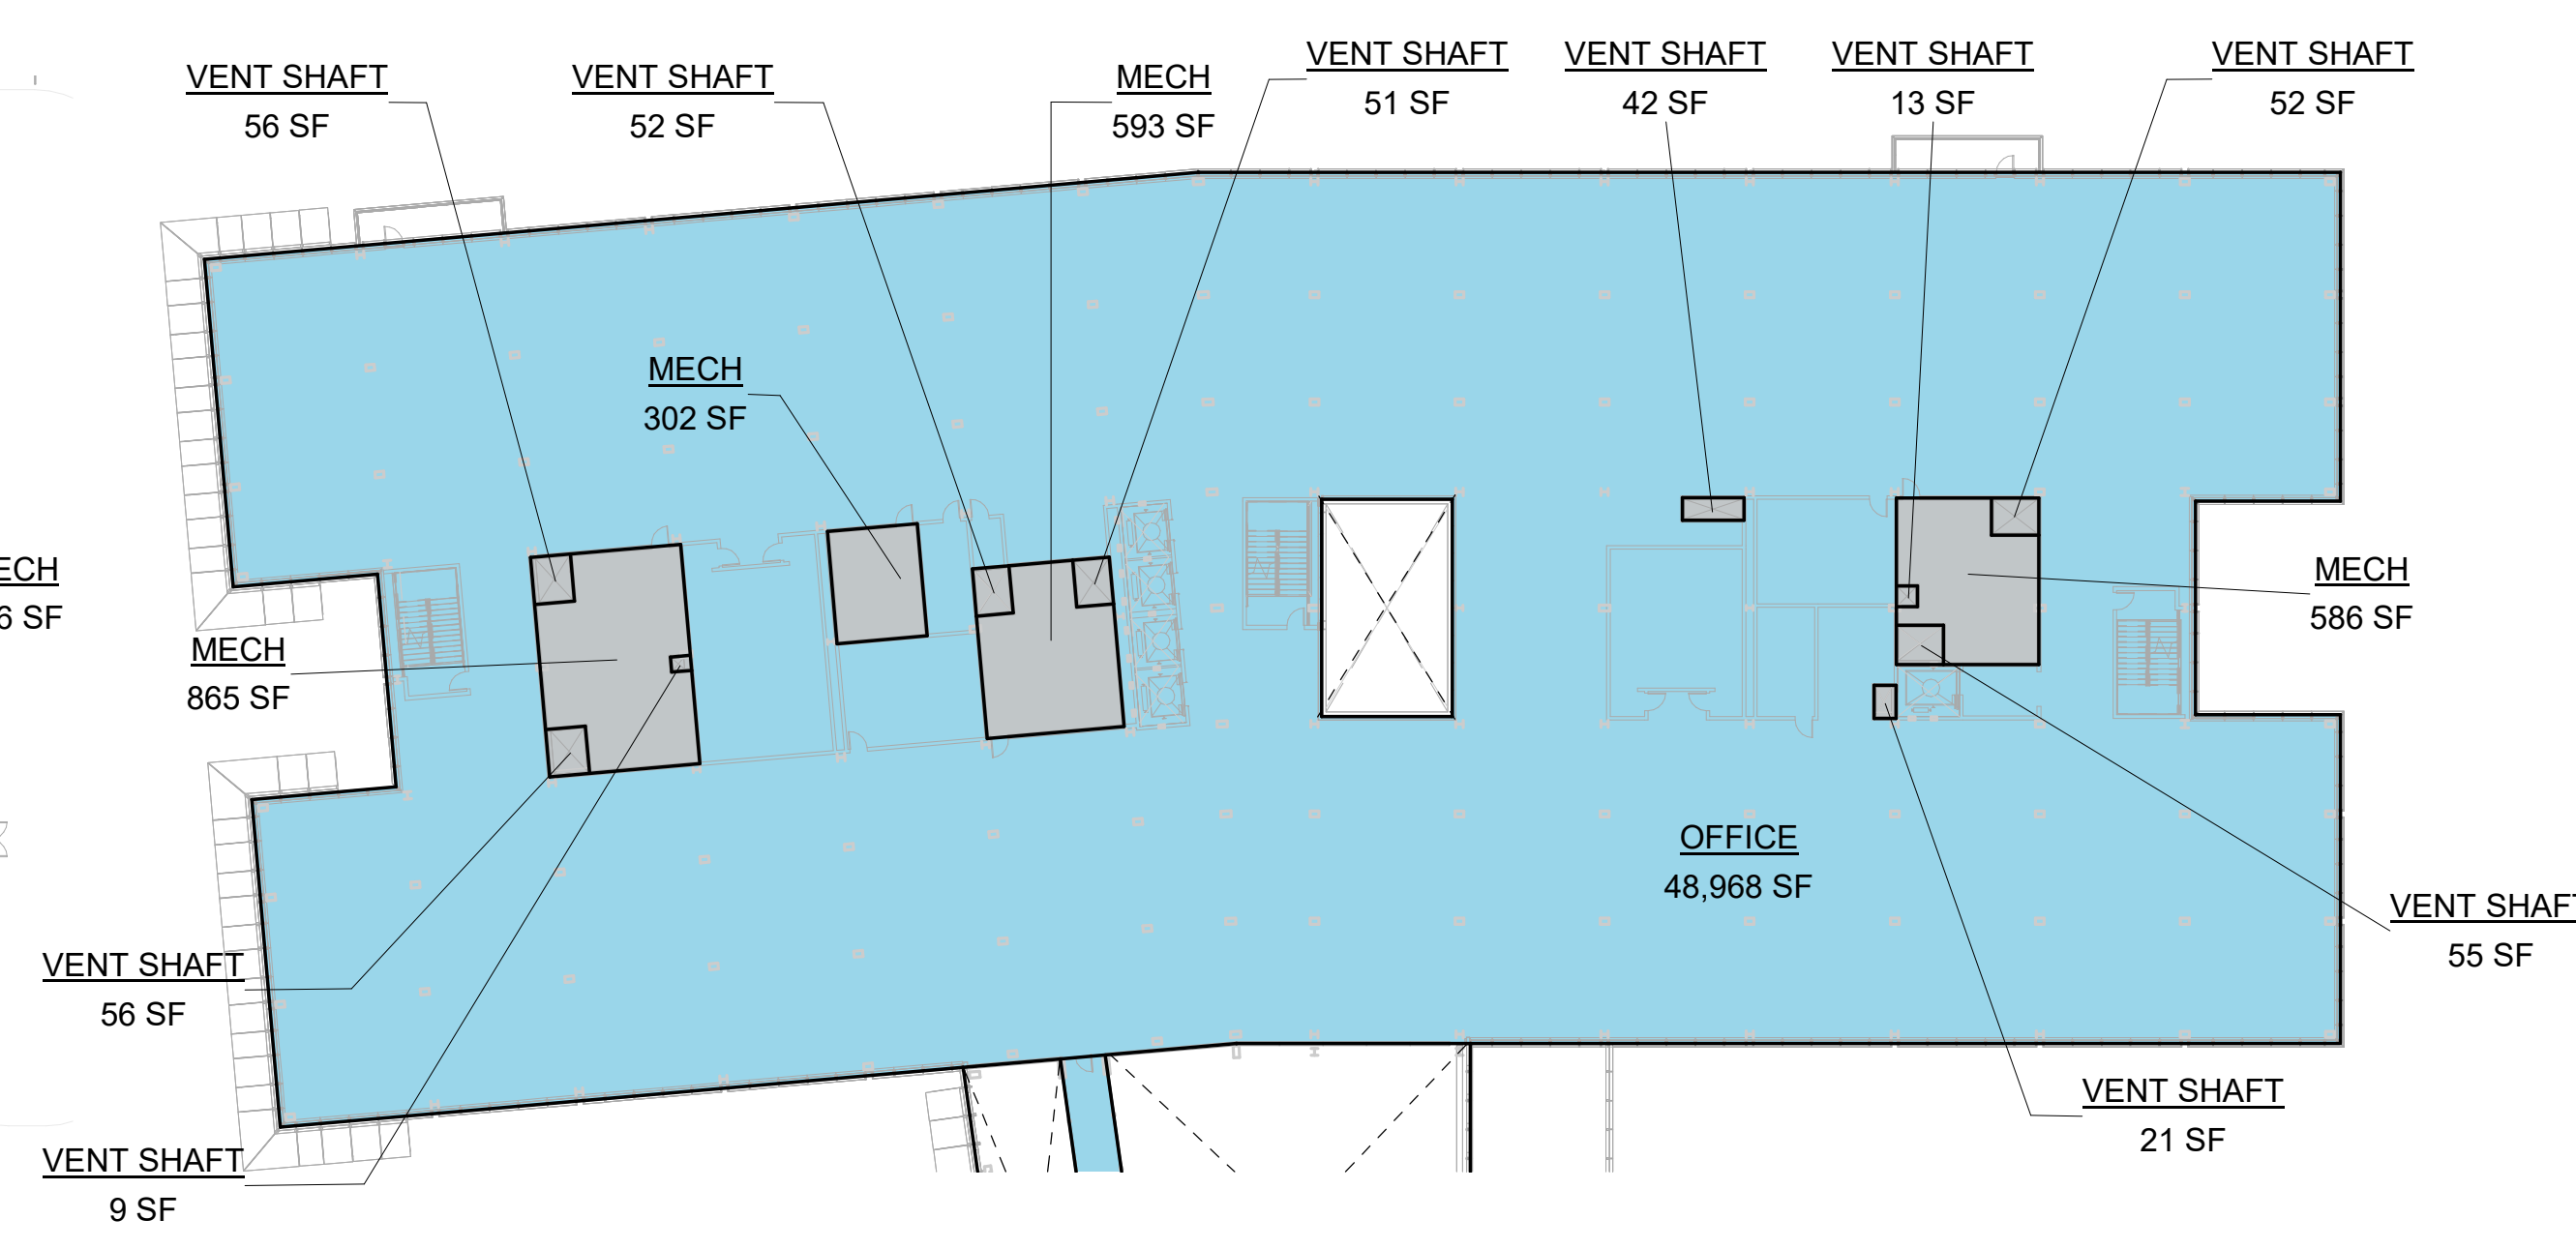 VENT SHAFT
56 SF
VENT SHAFT
52 SF
MECH
593 SF
VENT SHAFT
51 SF
VENT SHAFT
42 SF
VENT SHAFT
13 SF
VENT SHAFT
52 SF
MECH
302 SF
ECH
6 SF
MECH
865 SF
MECH
586 SF
OFFICE
48,968 SF
VENT SHAFT
55 SF
VENT SHAFT
56 SF
VENT SHAFT
21 SF
VENT SHAFT
9 SF